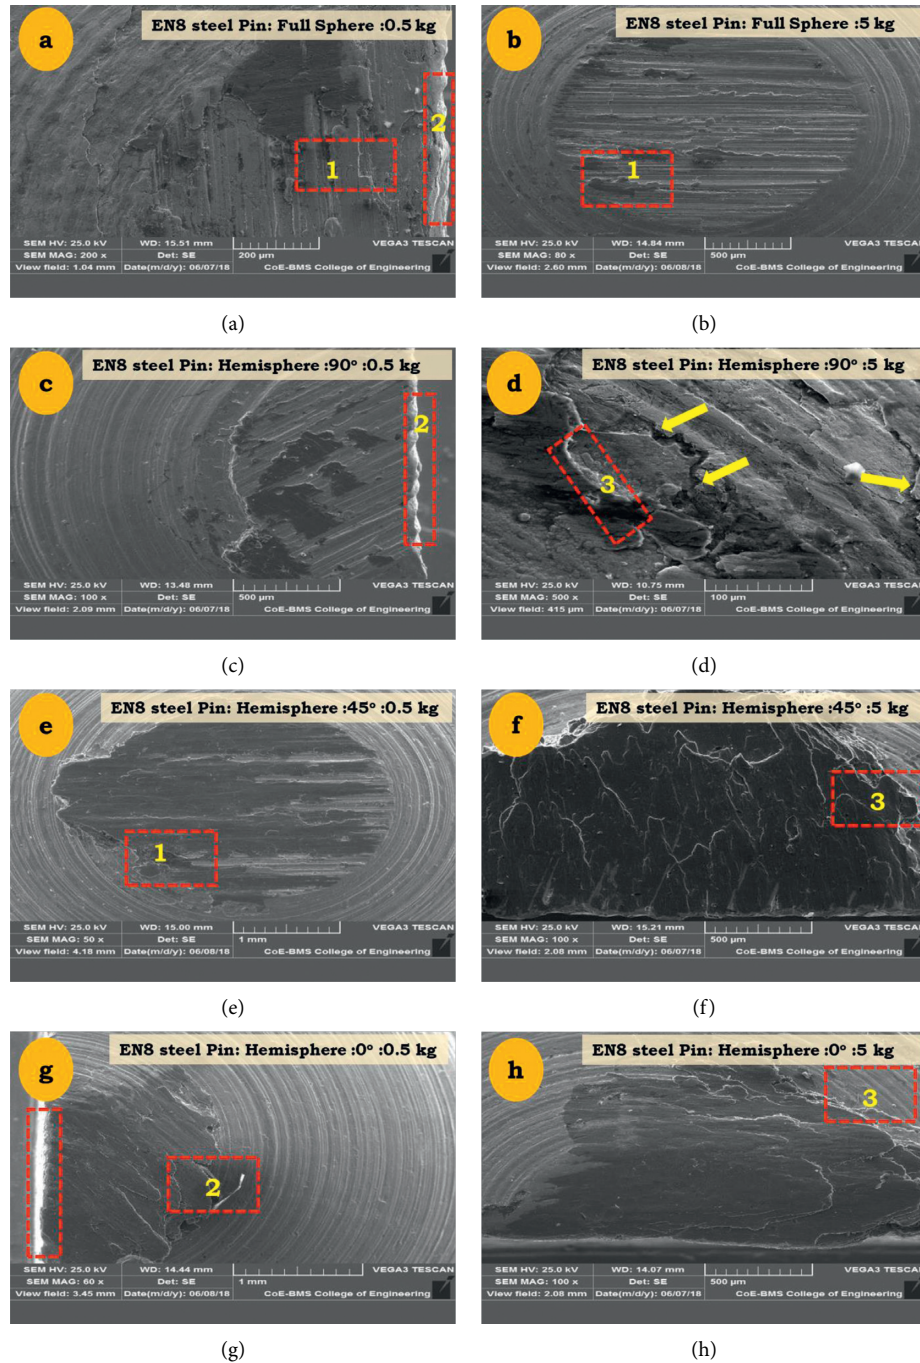 a
EN8 steel Pin: Full Sphere :0.5 kg
1
2
SEM HV: 25.0 kV WD: 15.51 mm VEGA3 TESCAN
SEM MAG: 200 x Det: SE 200 µm
View field: 1.04 mm Date(m/d/y): 06/07/18 CoE-BMS College of Engineering
(a)
b
EN8 steel Pin: Full Sphere :5 kg
1
SEM HV: 25.0 kV WD: 14.84 mm VEGA3 TESCAN
SEM MAG: 80 x Det: SE 500 µm
View field: 2.60 mm Date(m/d/y): 06/08/18 CoE-BMS College of Engineering
(b)
c
EN8 steel Pin: Hemisphere :90° :0.5 kg
2
SEM HV: 25.0 kV WD: 13.48 mm VEGA3 TESCAN
SEM MAG: 100 x Det: SE 500 µm
View field: 2.09 mm Date(m/d/y): 06/07/18 CoE-BMS College of Engineering
(c)
d
EN8 steel Pin: Hemisphere :90° :5 kg
3
SEM HV: 25.0 kV WD: 10.75 mm VEGA3 TESCAN
SEM MAG: 500 x Det: SE 100 µm
View field: 415 µm Date(m/d/y): 06/07/18 CoE-BMS College of Engineering
(d)
e
EN8 steel Pin: Hemisphere :45° :0.5 kg
1
SEM HV: 25.0 kV WD: 15.00 mm VEGA3 TESCAN
SEM MAG: 50 x Det: SE 1 mm
View field: 4.18 mm Date(m/d/y): 06/08/18 CoE-BMS College of Engineering
(e)
f
EN8 steel Pin: Hemisphere :45° :5 kg
3
SEM HV: 25.0 kV WD: 15.21 mm VEGA3 TESCAN
SEM MAG: 100 x Det: SE 500 µm
View field: 2.08 mm Date(m/d/y): 06/07/18 CoE-BMS College of Engineering
(f)
g
EN8 steel Pin: Hemisphere :0° :0.5 kg
2
SEM HV: 25.0 kV WD: 14.44 mm VEGA3 TESCAN
SEM MAG: 60 x Det: SE 1 mm
View field: 3.45 mm Date(m/d/y): 06/08/18 CoE-BMS College of Engineering
(g)
h
EN8 steel Pin: Hemisphere :0° :5 kg
3
SEM HV: 25.0 kV WD: 14.07 mm VEGA3 TESCAN
SEM MAG: 100 x Det: SE 500 µm
View field: 2.08 mm Date(m/d/y): 06/07/18 CoE-BMS College of Engineering
(h)